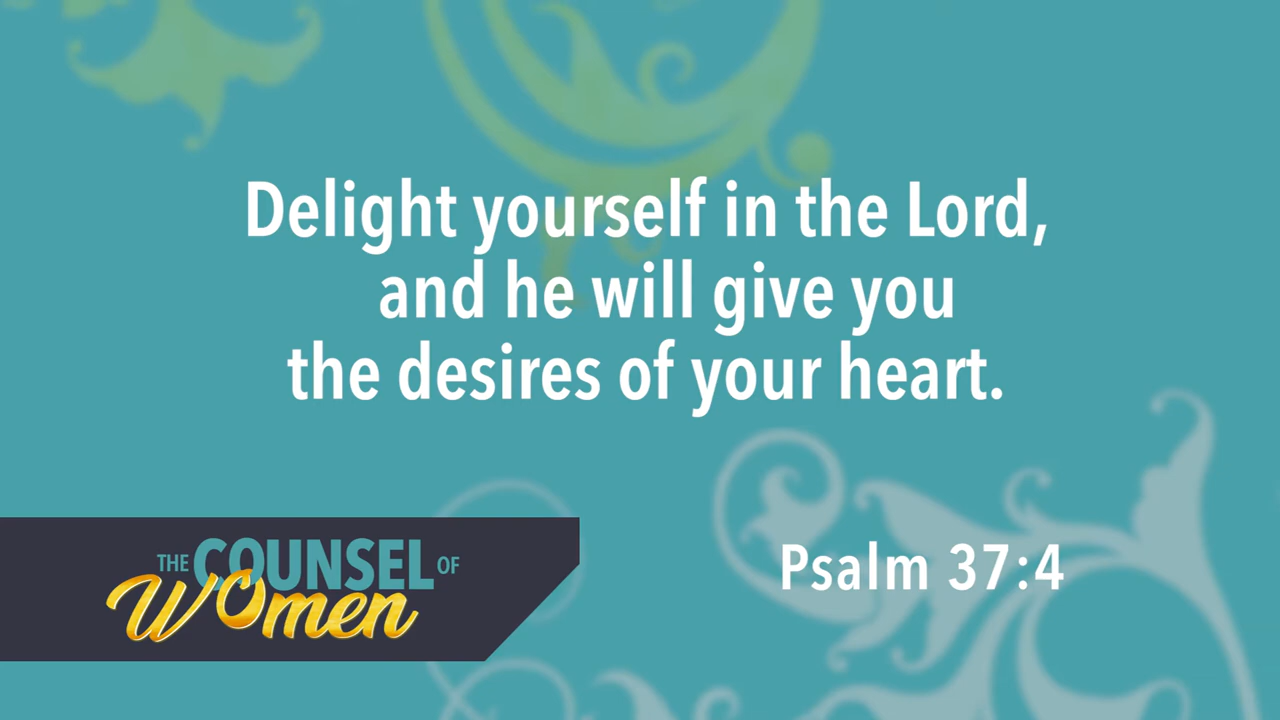 Delight yourself in the Lord,
and he will give you
the desires of your heart.
Psalm 37:4
THE COUNSEL OF
Women